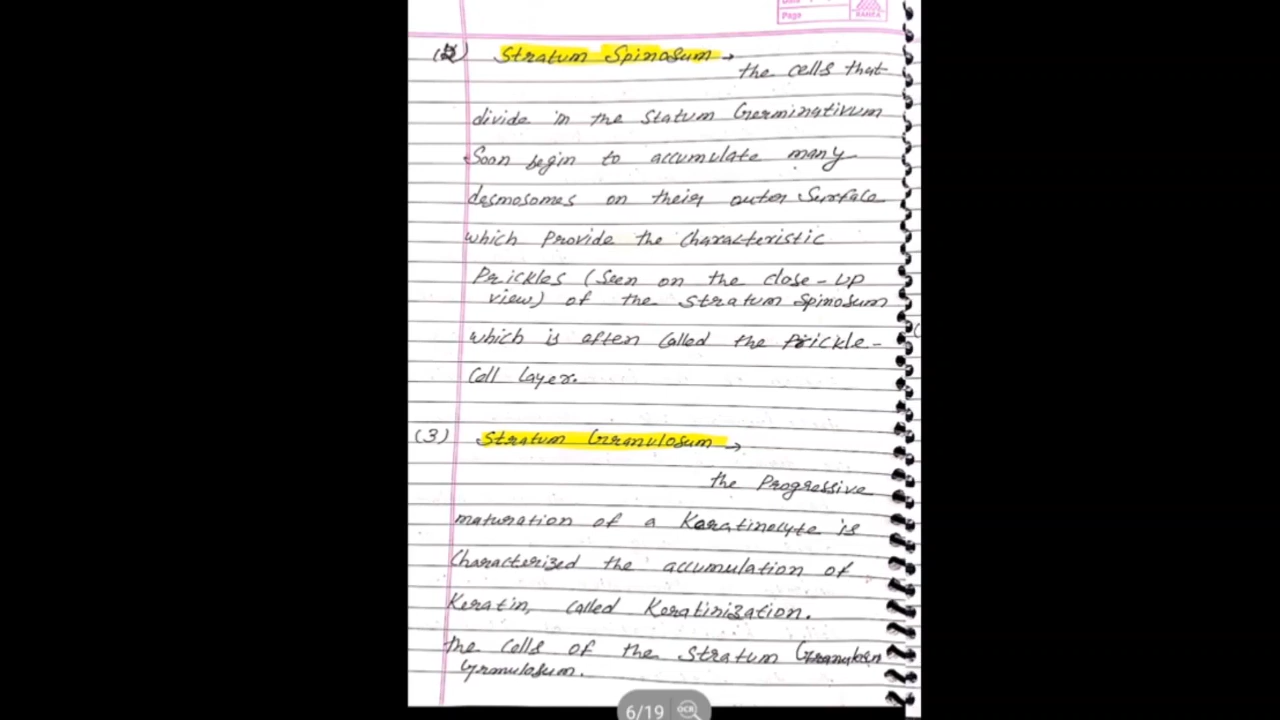 Page
RAMCA
(2) Stratum Spinosum →
the cells that
divide in the Statum Germinativum
Soon begin to accumulate many
desmosomes on their outer Surface
which Provide the Characteristic
Prickles (Seen on the close-up
view) of the Stratum Spinosum
which is often Called the Prickle-
Cell layer.
(3) Stratum Granulosum →
the Progressive
maturation of a Keratinocyte is
Characterized the accumulation of
Keratin, called Keratinization.
the Cells of the Stratum
Granulosum.
6/19 OCR